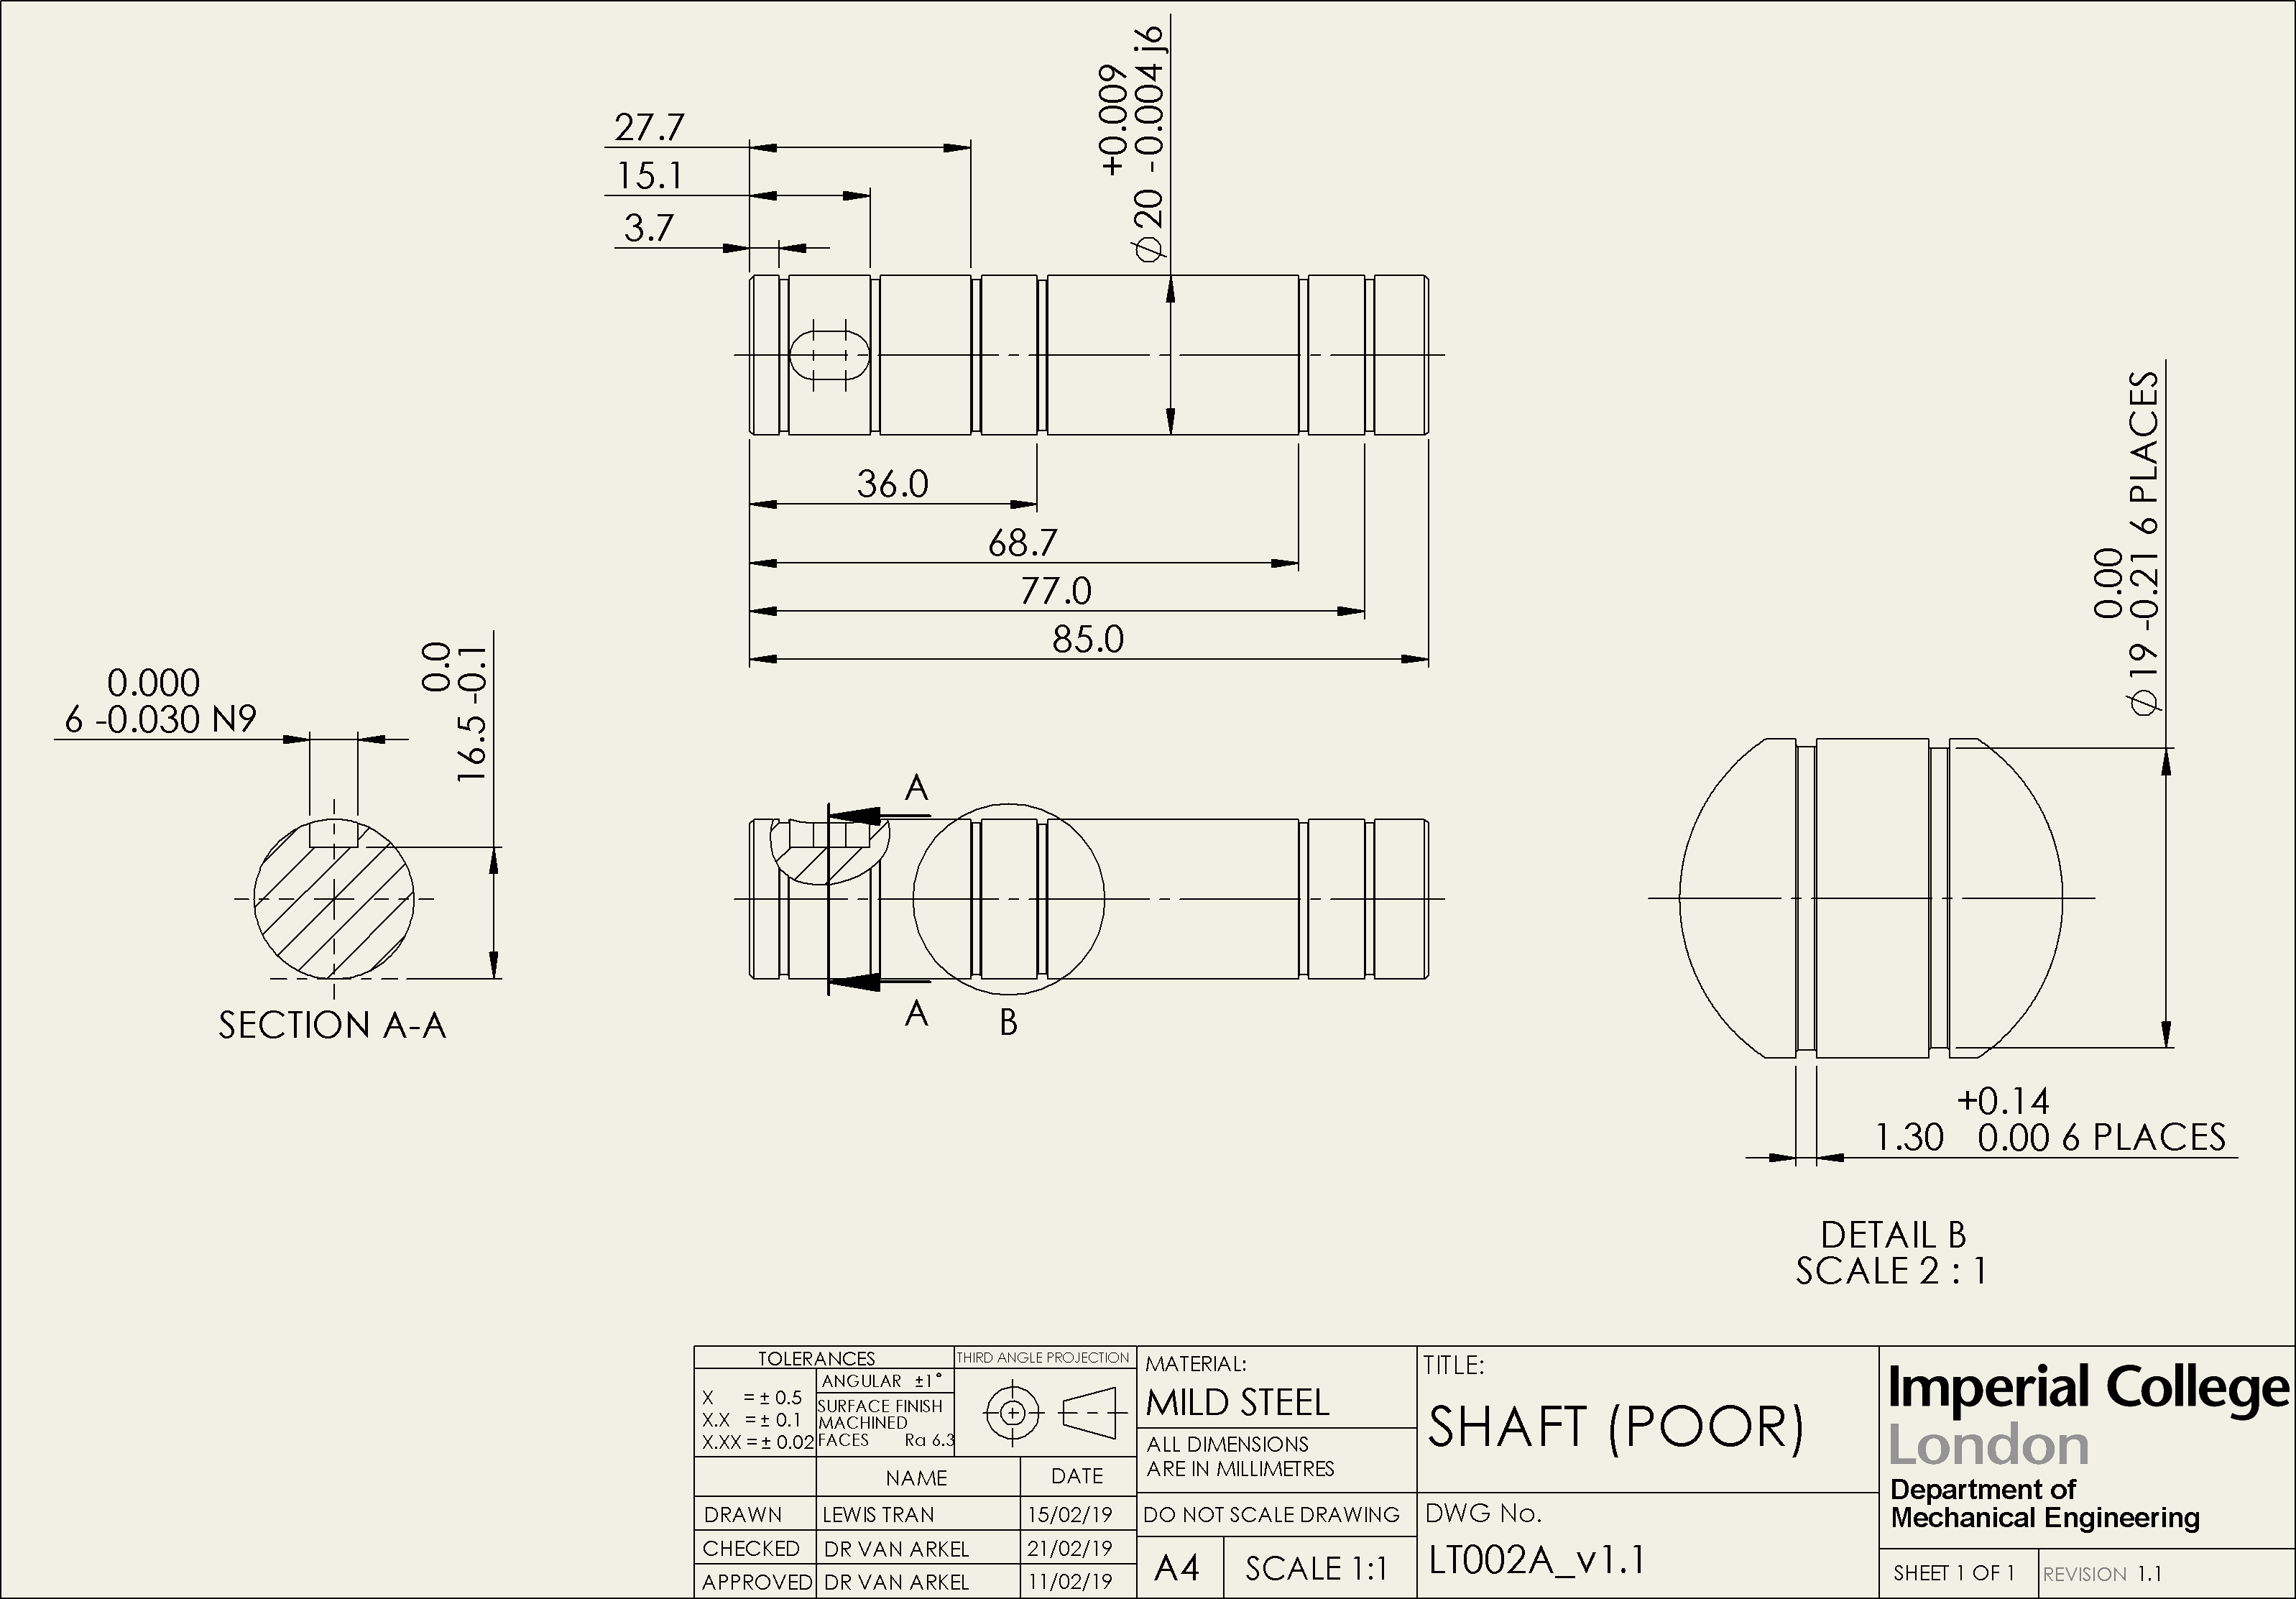 27.7
15.1
3.7
+0.009
⌀20 -0.004 j6
36.0
68.7
77.0
85.0
0.000
6 -0.030 N9
0.0
16.5 -0.1
SECTION A-A
A
A
B
0.00
⌀19 -0.21 6 PLACES
+0.14
1.30 0.00 6 PLACES
DETAIL B
SCALE 2 : 1
TOLERANCES
X = ± 0.5
X.X = ± 0.1
X.XX = ± 0.02
ANGULAR ±1°
SURFACE FINISH
MACHINED
FACES Ra 6.3
THIRD ANGLE PROJECTION
NAME DATE
DRAWN LEWIS TRAN 15/02/19
CHECKED DR VAN ARKEL 21/02/19
APPROVED DR VAN ARKEL 11/02/19
MATERIAL:
MILD STEEL
ALL DIMENSIONS
ARE IN MILLIMETRES
DO NOT SCALE DRAWING
A4 SCALE 1:1
TITLE:
SHAFT (POOR)
DWG No.
LT002A_v1.1
Imperial College
London
Department of
Mechanical Engineering
SHEET 1 OF 1 REVISION 1.1